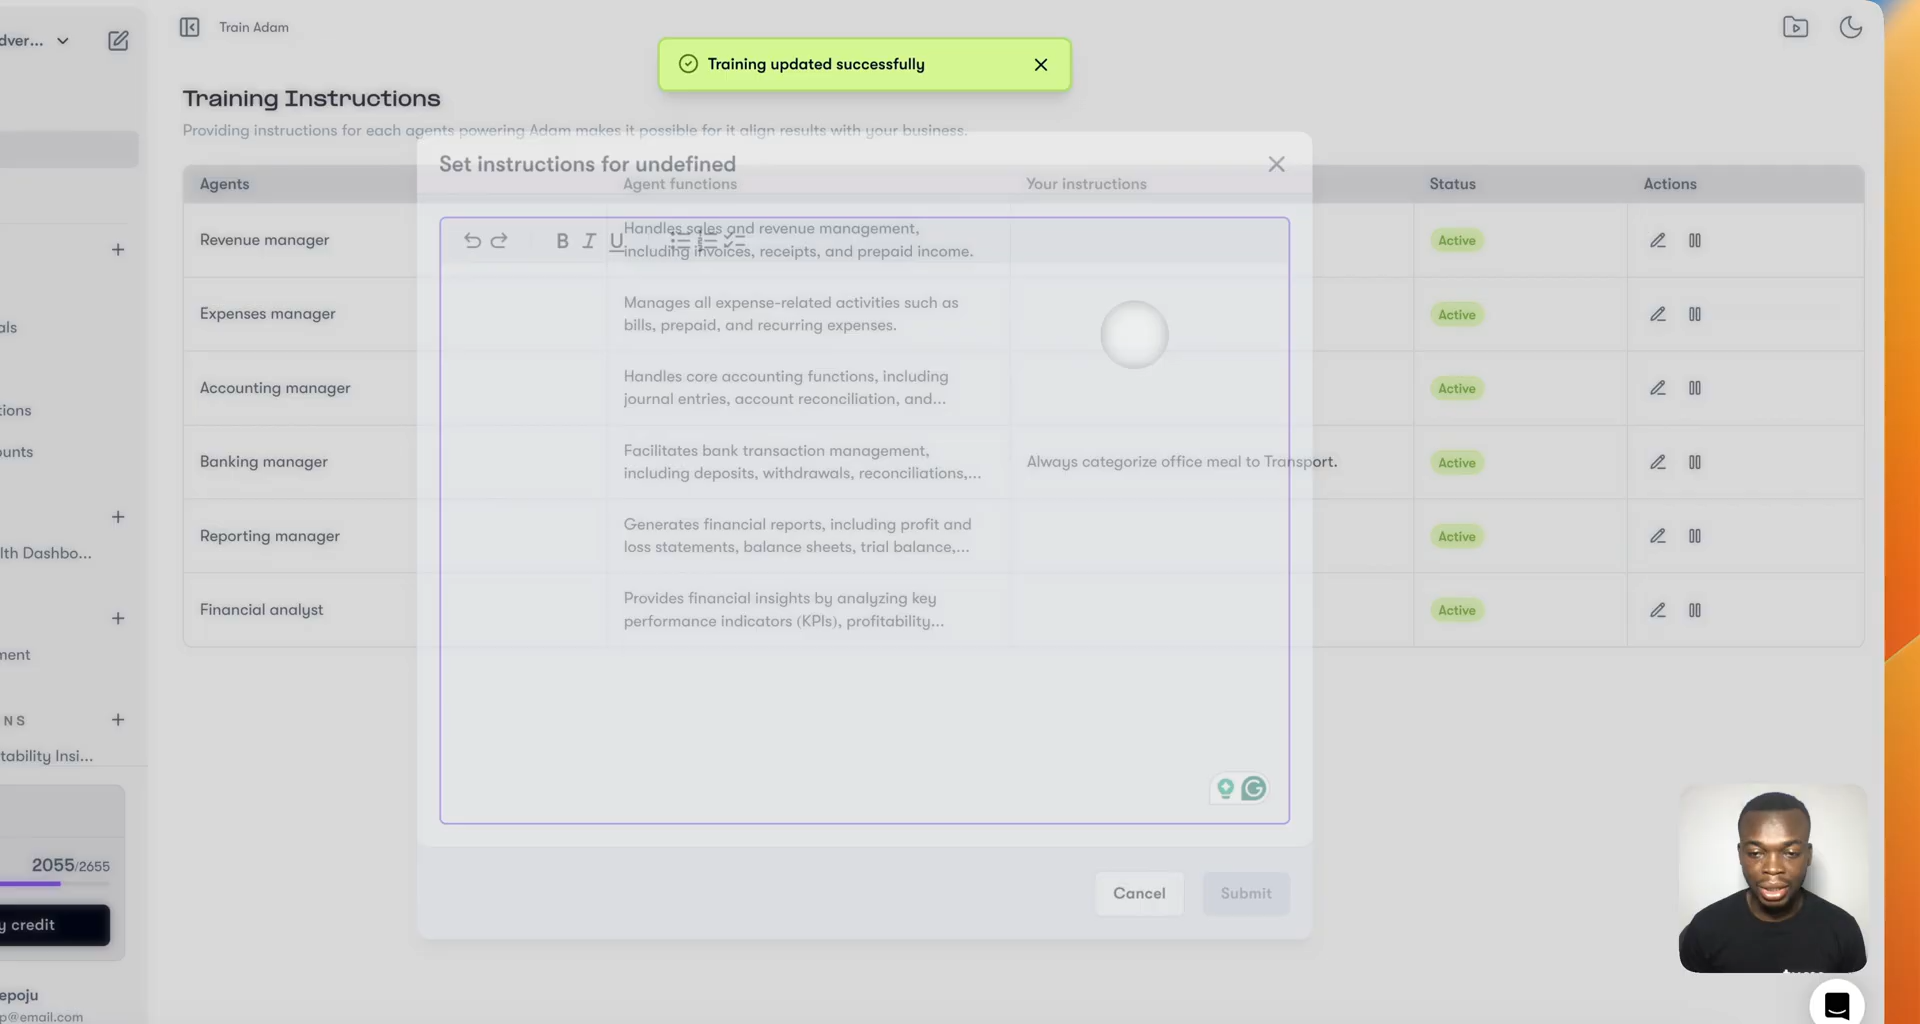 dver...
Train Adam
Training updated successfully
Training Instructions
Providing instructions for each agents powering Adam makes it possible for it align results with your business.
Set instructions for undefined
Agents
Agent functions
Your instructions
Status
Actions
Revenue manager
Handles sales and revenue management,
including invoices, receipts, and prepaid income.
Active
B I U
Expenses manager
Manages all expense-related activities such as
bills, prepaid, and recurring expenses.
Active
als
Accounting manager
Handles core accounting functions, including
journal entries, account reconciliation, and...
Active
tions
ounts
Banking manager
Facilitates bank transaction management,
including deposits, withdrawals, reconciliations,...
Always categorize office meal to Transport.
Active
Reporting manager
Generates financial reports, including profit and
loss statements, balance sheets, trial balance,...
Active
lth Dashbo...
Financial analyst
Provides financial insights by analyzing key
performance indicators (KPIs), profitability...
Active
ment
NS
tability Insi...
2055/2655
y credit
Cancel
Submit
epoju
p@email.com